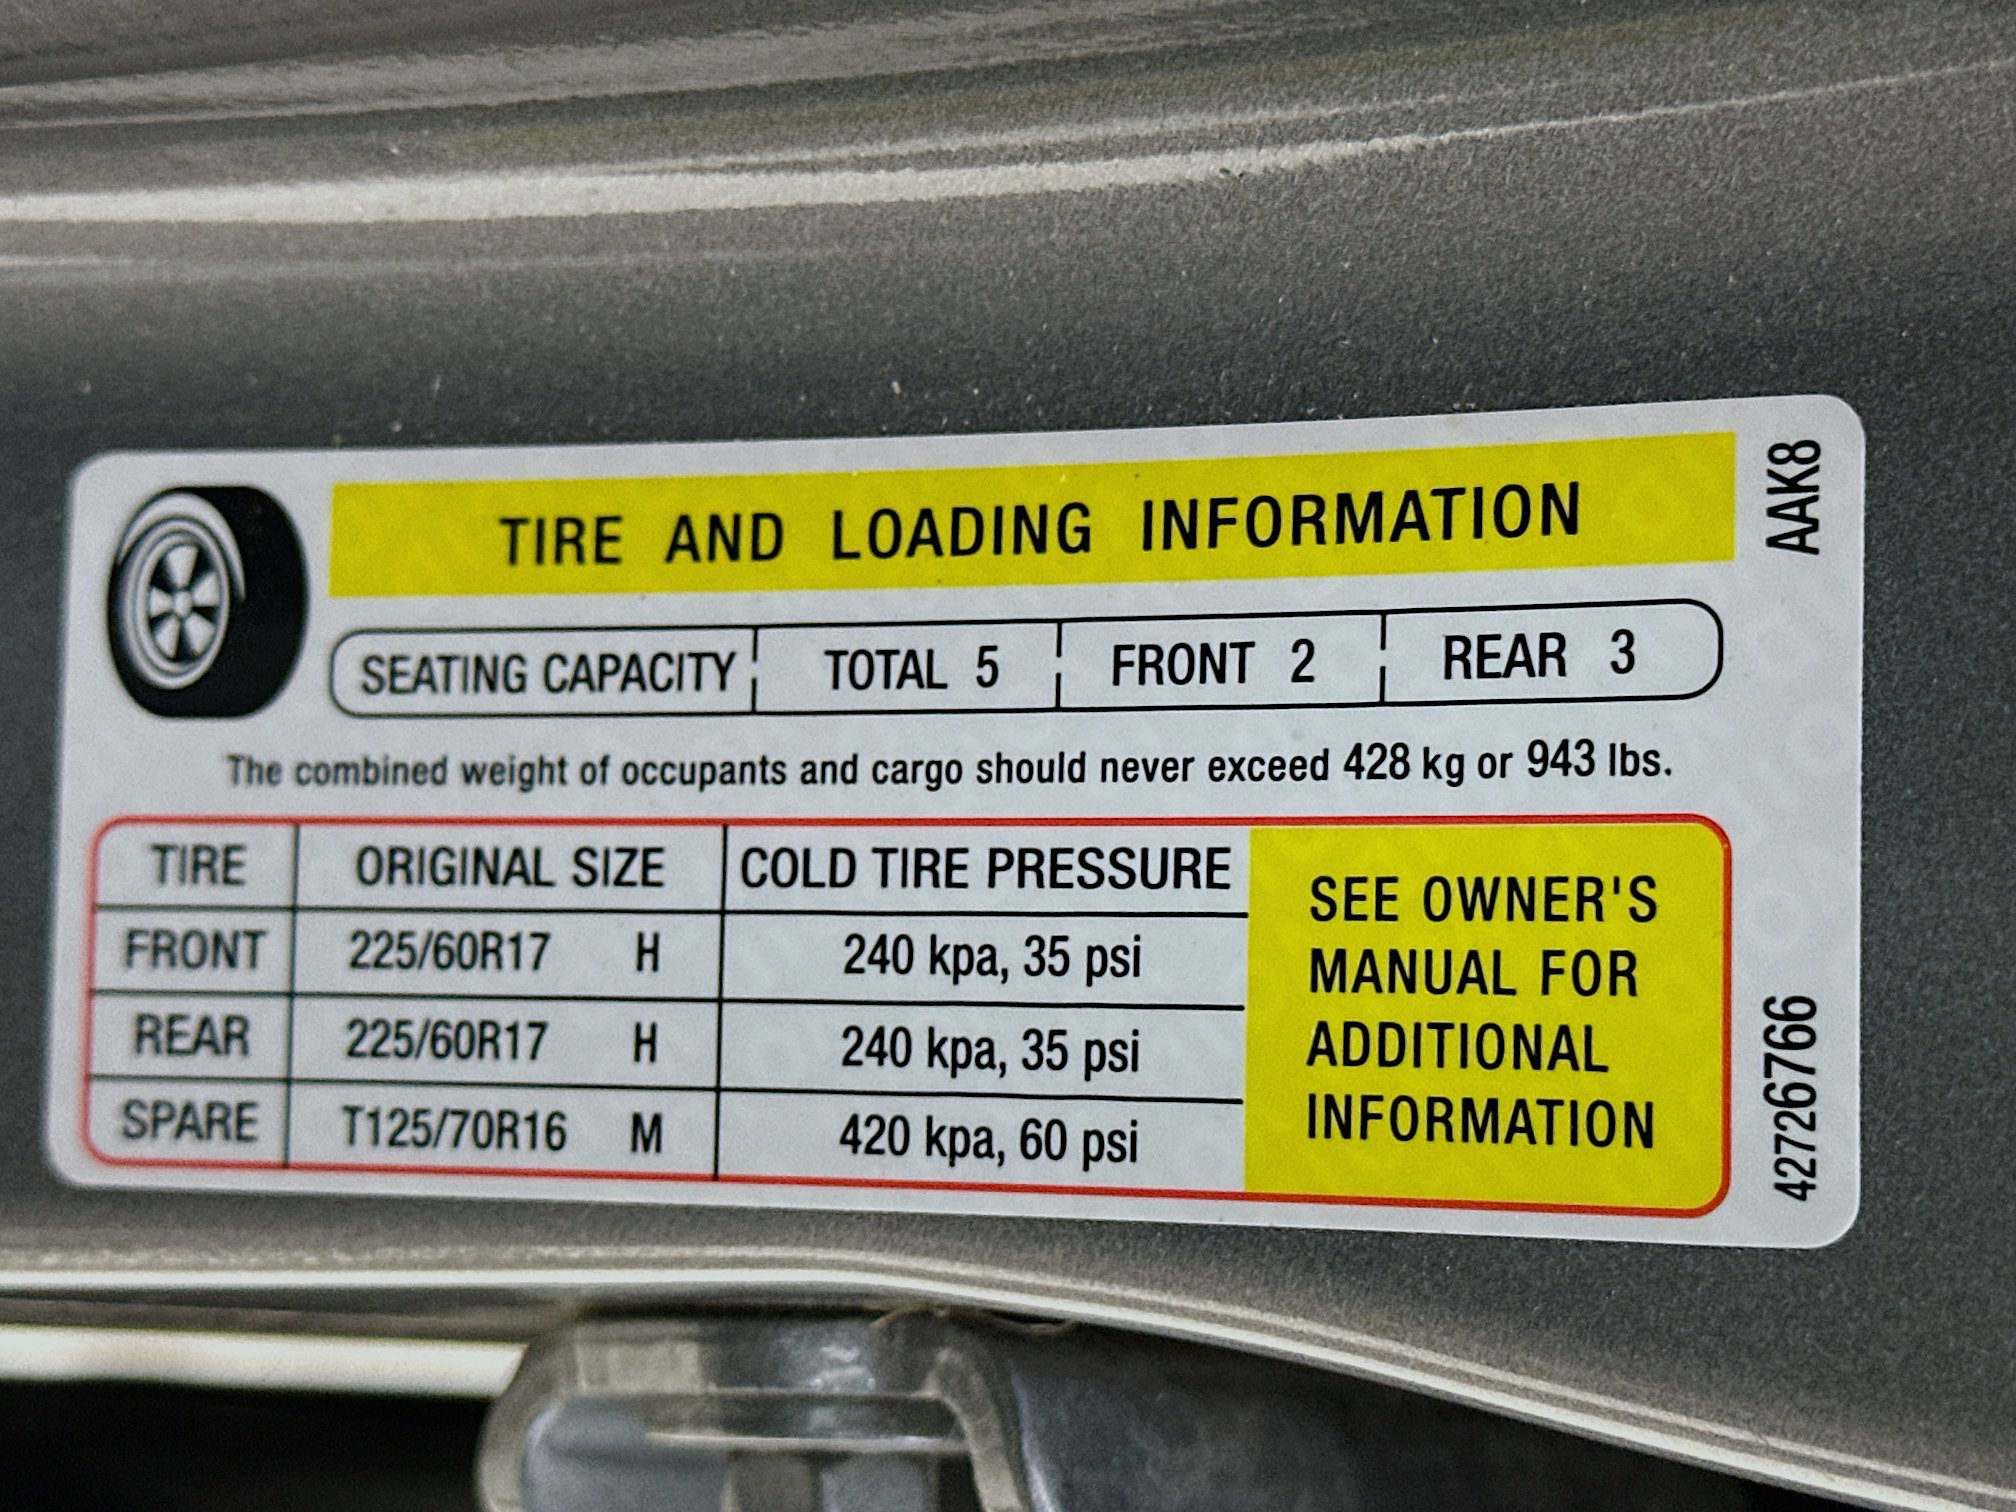 TIRE AND LOADING INFORMATION
AAK8
SEATING CAPACITY TOTAL 5 FRONT 2 REAR 3
The combined weight of occupants and cargo should never exceed 428 kg or 943 lbs.
TIRE ORIGINAL SIZE COLD TIRE PRESSURE
FRONT 225/60R17 H 240 kpa, 35 psi
REAR 225/60R17 H 240 kpa, 35 psi
SPARE T125/70R16 M 420 kpa, 60 psi
SEE OWNER'S
MANUAL FOR
ADDITIONAL
INFORMATION
42726766